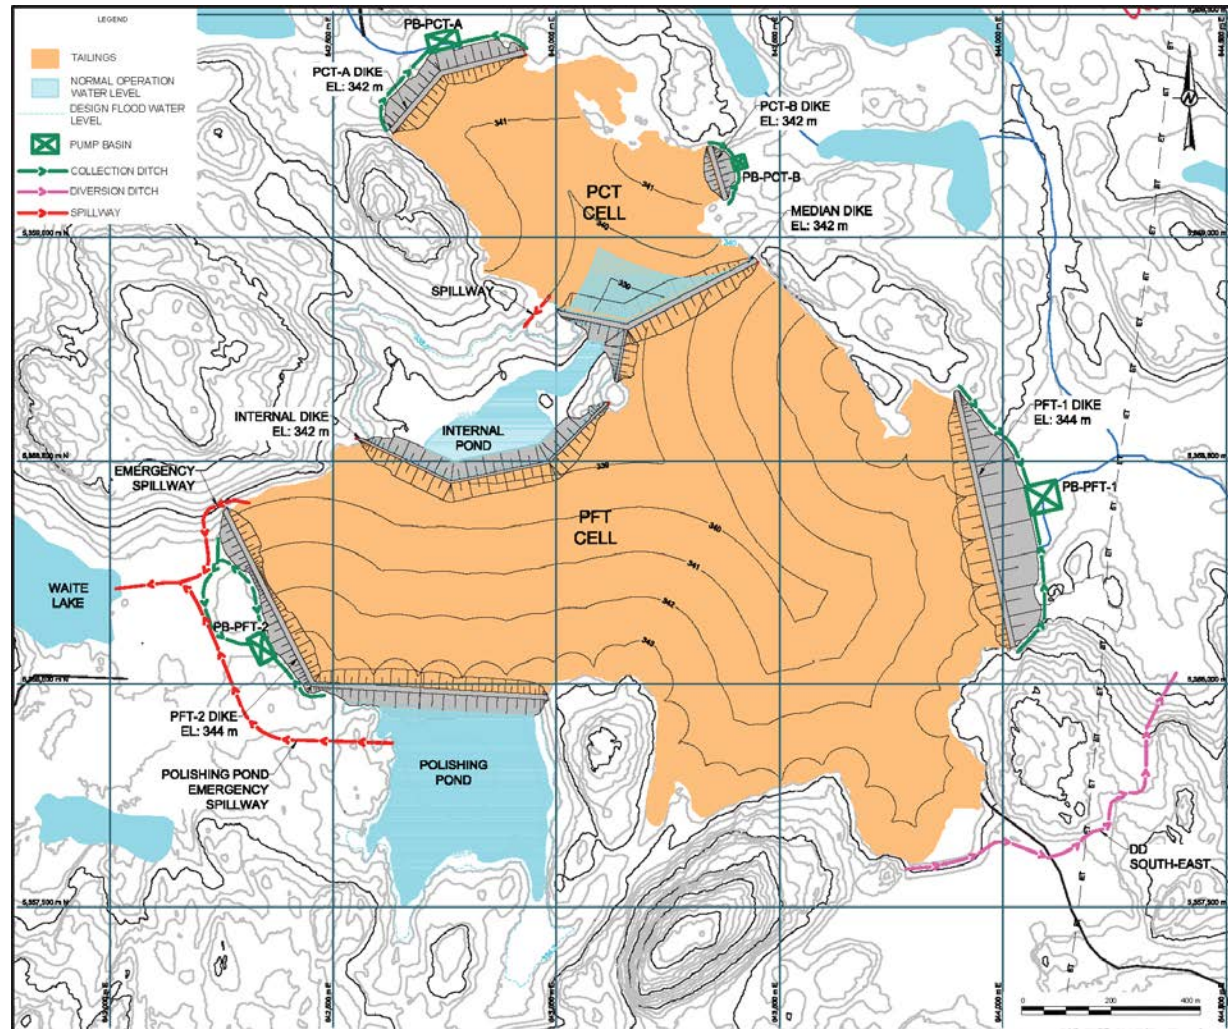 LEGEND
TAILINGS
NORMAL OPERATION
WATER LEVEL
DESIGN FLOOD WATER
LEVEL
PUMP BASIN
COLLECTION DITCH
DIVERSION DITCH
SPILLWAY
PB-PCT-A
PCT-A DIKE
EL: 342 m
PCT-B DIKE
EL: 342 m
PB-PCT-B
341
341
340
340
PCT
CELL
MEDIAN DIKE
EL: 342 m
SPILLWAY
INTERNAL DIKE
EL: 342 m
INTERNAL
POND
PFT-1 DIKE
EL: 344 m
PB-PFT-1
EMERGENCY
SPILLWAY
339
PFT
CELL
340
341
342
343
WAITE
LAKE
PB-PFT-2
PFT-2 DIKE
EL: 344 m
POLISHING POND
EMERGENCY
SPILLWAY
POLISHING
POND
DD
SOUTH-EAST
0
200
400 m